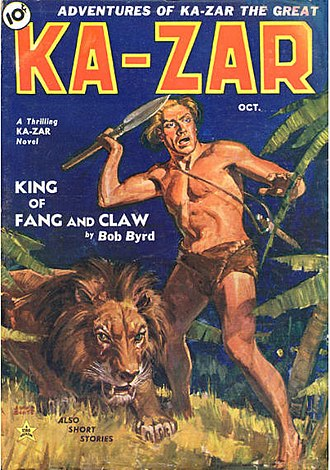 10¢
ADVENTURES OF KA-ZAR THE GREAT
KA-ZAR
OCT.
A Thrilling
KA-ZAR
Novel
KING
OF
FANG AND CLAW
by Bob Byrd
ALSO
SHORT
STORIES